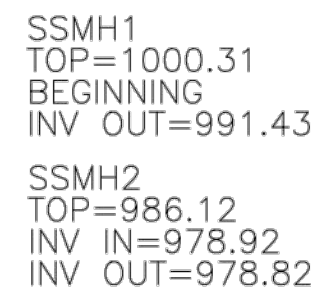 SSMH1
TOP=1000.31
BEGINNING
INV OUT=991.43
SSMH2
TOP=986.12
INV IN=978.92
INV OUT=978.82